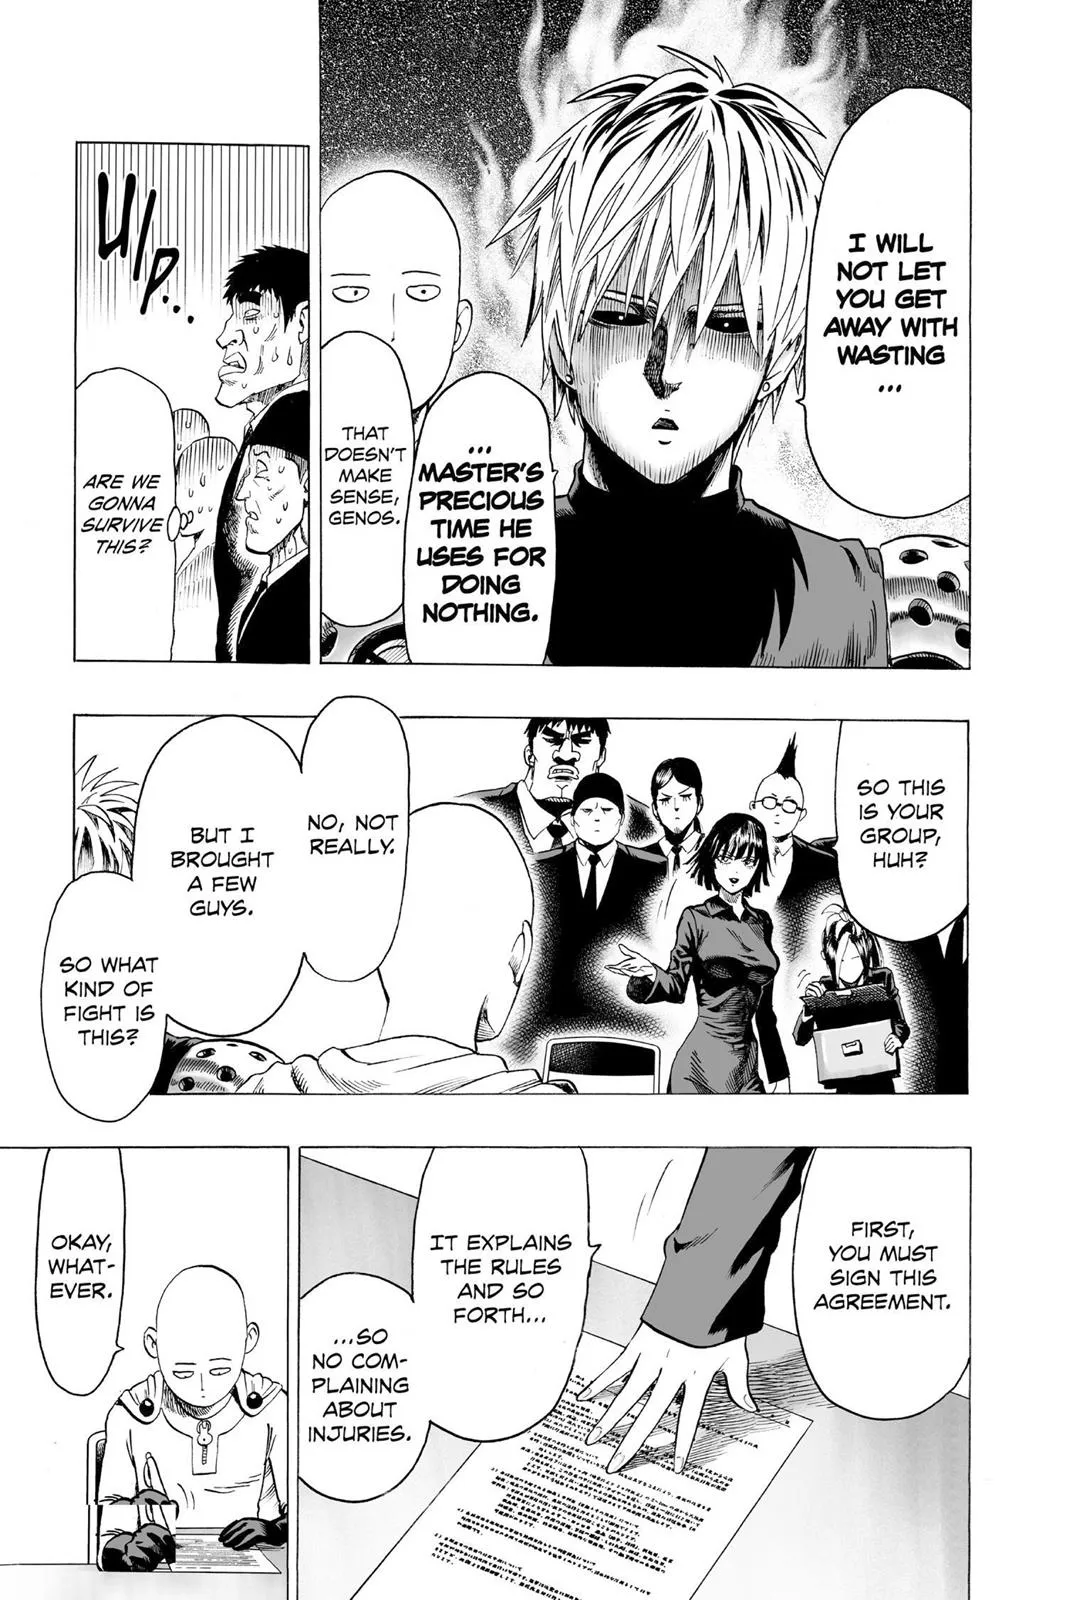 I WILL
NOT LET
YOU GET
AWAY WITH
WASTING
...
...
MASTER'S
PRECIOUS
TIME HE
USES FOR
DOING
NOTHING.
THAT
DOESN'T
MAKE
SENSE,
GENOS.
ULP...
ARE WE
GONNA
SURVIVE
THIS?
SO THIS
IS YOUR
GROUP,
HUH?
NO, NOT
REALLY.
BUT I
BROUGHT
A FEW
GUYS.
SO WHAT
KIND OF
FIGHT IS
THIS?
FIRST,
YOU MUST
SIGN THIS
AGREEMENT.
IT EXPLAINS
THE RULES
AND SO
FORTH...
...SO
NO COM-
PLAINING
ABOUT
INJURIES.
OKAY,
WHAT-
EVER.